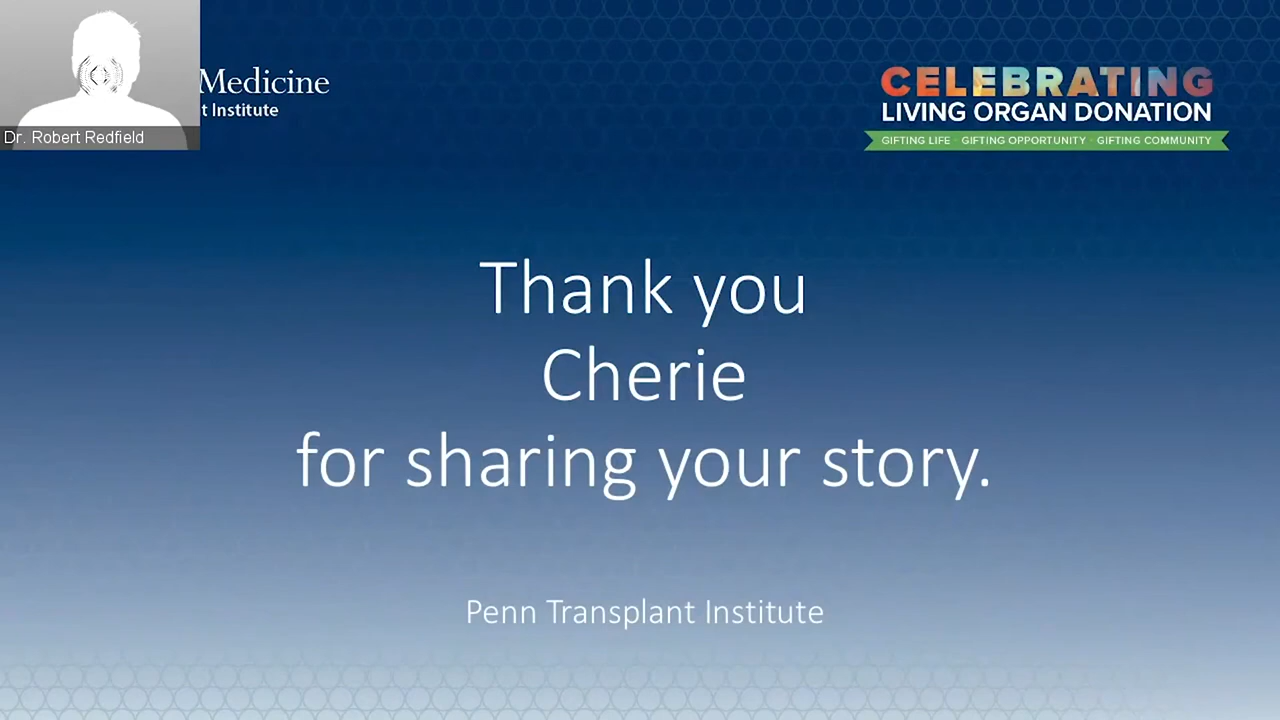 Medicine
t Institute
Dr. Robert Redfield
CELEBRATING
LIVING ORGAN DONATION
GIFTING LIFE · GIFTING OPPORTUNITY · GIFTING COMMUNITY
Thank you
Cherie
for sharing your story.
Penn Transplant Institute